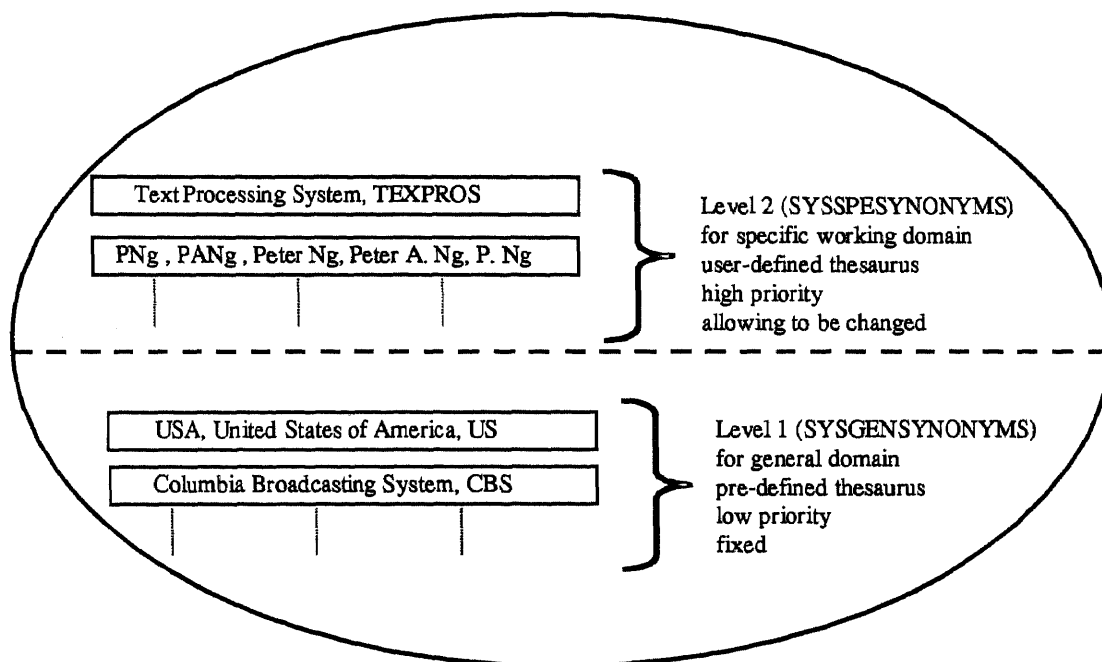 Text Processing System, TEXPROS
PNg , PANg , Peter Ng, Peter A. Ng, P. Ng
Level 2 (SYSSPESYNONYMS)
for specific working domain
user-defined thesaurus
high priority
allowing to be changed
USA, United States of America, US
Columbia Broadcasting System, CBS
Level 1 (SYSGENSYNONYMS)
for general domain
pre-defined thesaurus
low priority
fixed